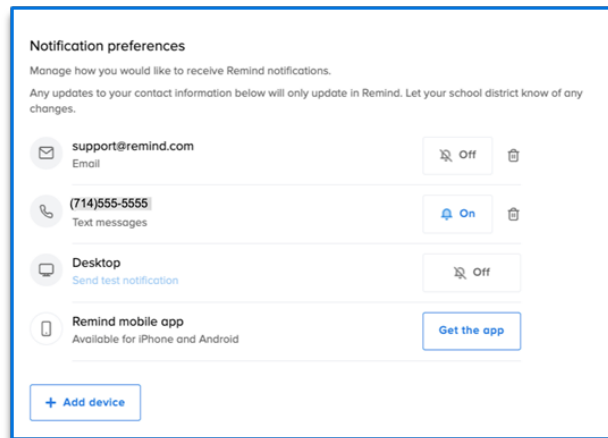 Notification preferences
Manage how you would like to receive Remind notifications.
Any updates to your contact information below will only update in Remind. Let your school district know of any
changes.
support@remind.com
Email
Off
(714)555-5555
Text messages
On
Desktop
Send test notification
Off
Remind mobile app
Available for iPhone and Android
Get the app
+ Add device